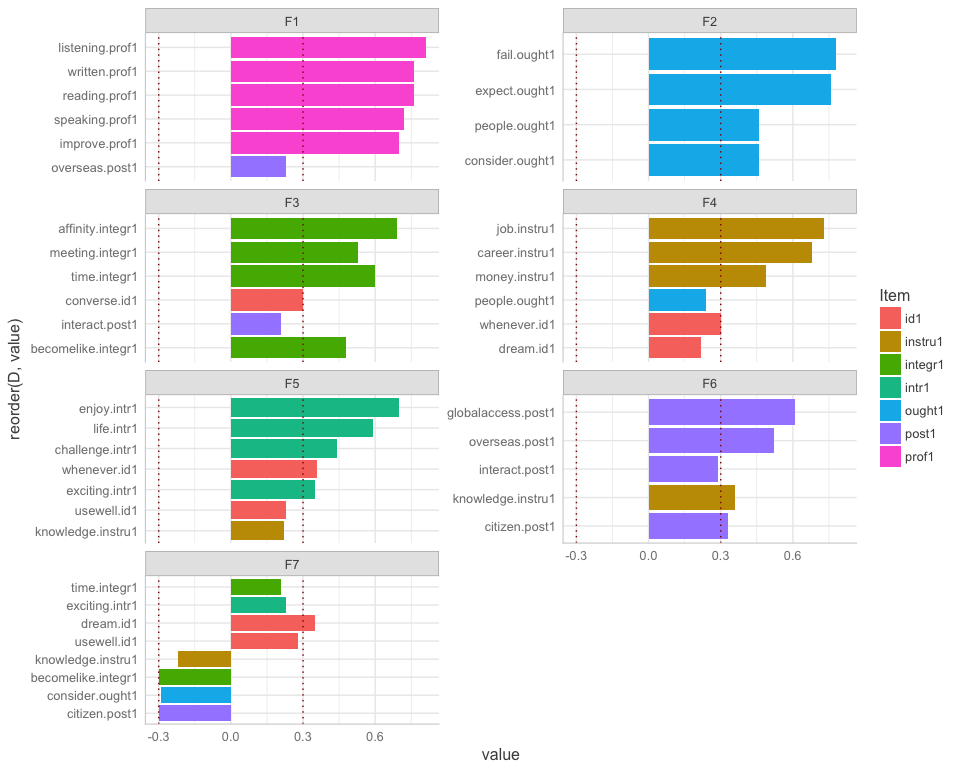 F1
listening.prof1
written.prof1
reading.prof1
speaking.prof1
improve.prof1
overseas.post1
F2
fail.ought1
expect.ought1
people.ought1
consider.ought1
F3
affinity.integr1
meeting.integr1
time.integr1
converse.id1
interact.post1
becomelike.integr1
F4
job.instru1
career.instru1
money.instru1
people.ought1
whenever.id1
dream.id1
F5
enjoy.intr1
life.intr1
challenge.intr1
whenever.id1
exciting.intr1
usewell.id1
knowledge.instru1
F6
globalaccess.post1
overseas.post1
interact.post1
knowledge.instru1
citizen.post1
-0.3 0.0 0.3 0.6
F7
time.integr1
exciting.intr1
dream.id1
usewell.id1
knowledge.instru1
becomelike.integr1
consider.ought1
citizen.post1
-0.3 0.0 0.3 0.6
value
reorder(D, value)
Item
id1
instru1
integr1
intr1
ought1
post1
prof1